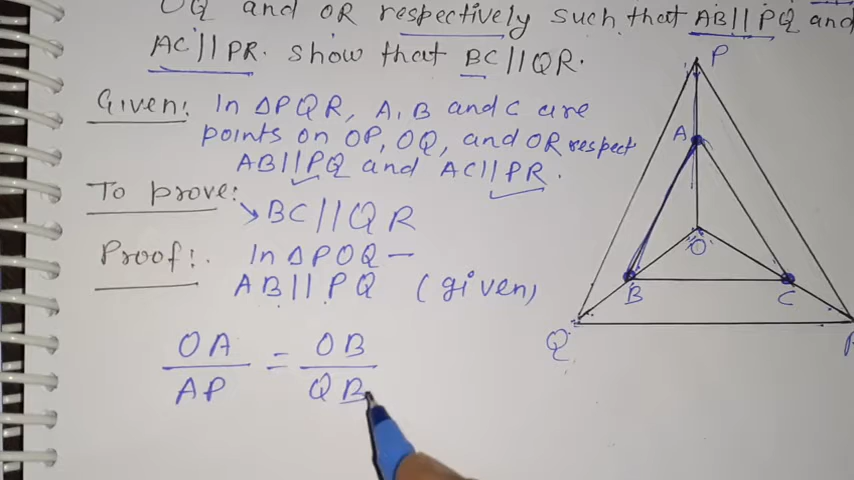 OQ and OR respectively such that AB||PQ and
AC||PR. show that BC||QR.
Given: In ΔPQR, A, B and C are
points on OP, OQ, and OR respect
AB||PQ and AC||PR.
To prove:
BC||QR
Proof: In ΔPOQ —
AB||PQ (given)
OA/AP = OB/QB
P
A
O
B
C
Q
R